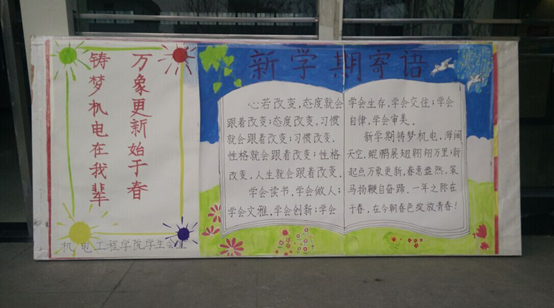 万象更新始于春
铸梦机电在我辈
机电工程学院学生会
新学期寄语
心若改变,态度就会
跟着改变;态度改变,习惯
就会跟着改变;习惯改变,
性格就会跟着改变;性格
改变,人生就会跟着改变.
学会读书,学会做人;
学会文雅,学会创新;学会
学会生存,学会交往;学会
自律,学会审美.
新学期铸梦机电,海阔
天空,鲲鹏展翅翱翔万里;新
起点万象更新,春意盎然,策
马扬鞭自奋蹄.一年之际在
于春,在今朝春色绽放青春!